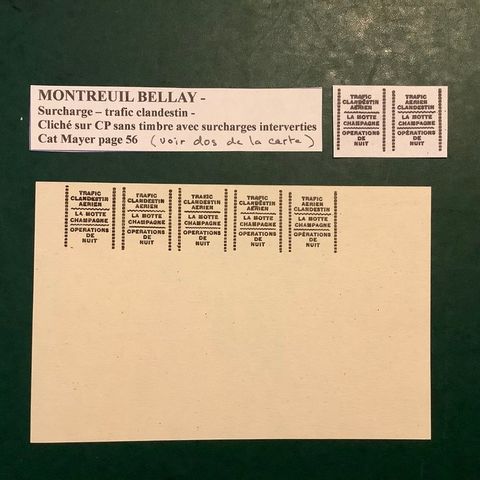 MONTREUIL BELLAY -
Surcharge – trafic clandestin -
Cliché sur CP sans timbre avec surcharges interverties
Cat Mayer page 56 (voir dos de la carte)
TRAFIC
CLANDESTIN
AERIEN
LA MOTTE
CHAMPAGNE
OPERATIONS
DE
NUIT
TRAFIC
AERIEN
CLANDESTIN
LA MOTTE
CHAMPAGNE
OPÉRATIONS
DE
NUIT
TRAFIC
CLANDESTIN
AERIEN
LA MOTTE
CHAMPAGNE
OPERATIONS
DE
NUIT
TRAFIC
CLANDESTIN
AERIEN
LA MOTTE
CHAMPAGNE
OPERATIONS
DE
NUIT
TRAFIC
CLANDESTIN
AERIEN
LA MOTTE
CHAMPAGNE
OPERATIONS
DE
NUIT
TRAFIC
CLANDESTIN
AERIEN
LA MOTTE
CHAMPAGNE
OPERATIONS
DE
NUIT
TRAFIC
AERIEN
CLANDESTIN
LA MOTTE
CHAMPAGNE
OPÉRATIONS
DE
NUIT